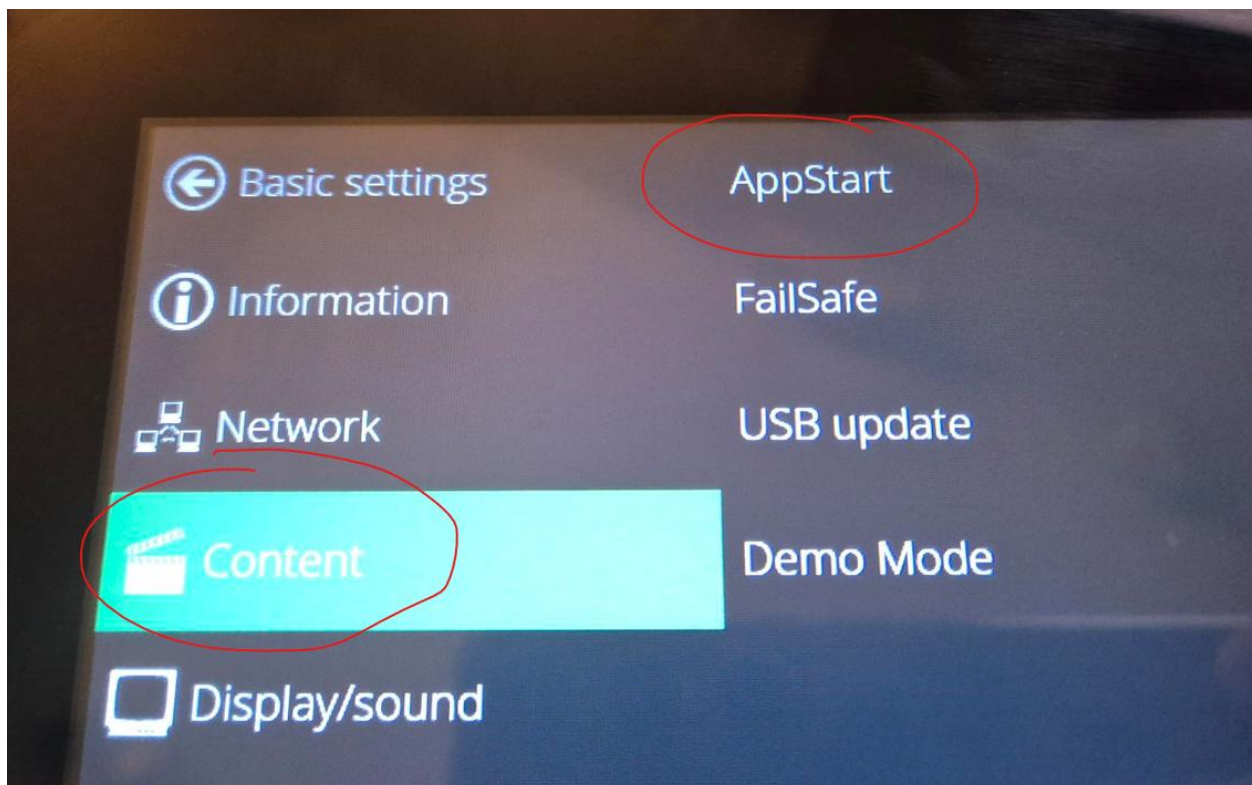 Basic settings
Information
Network
Content
Display/sound
AppStart
FailSafe
USB update
Demo Mode